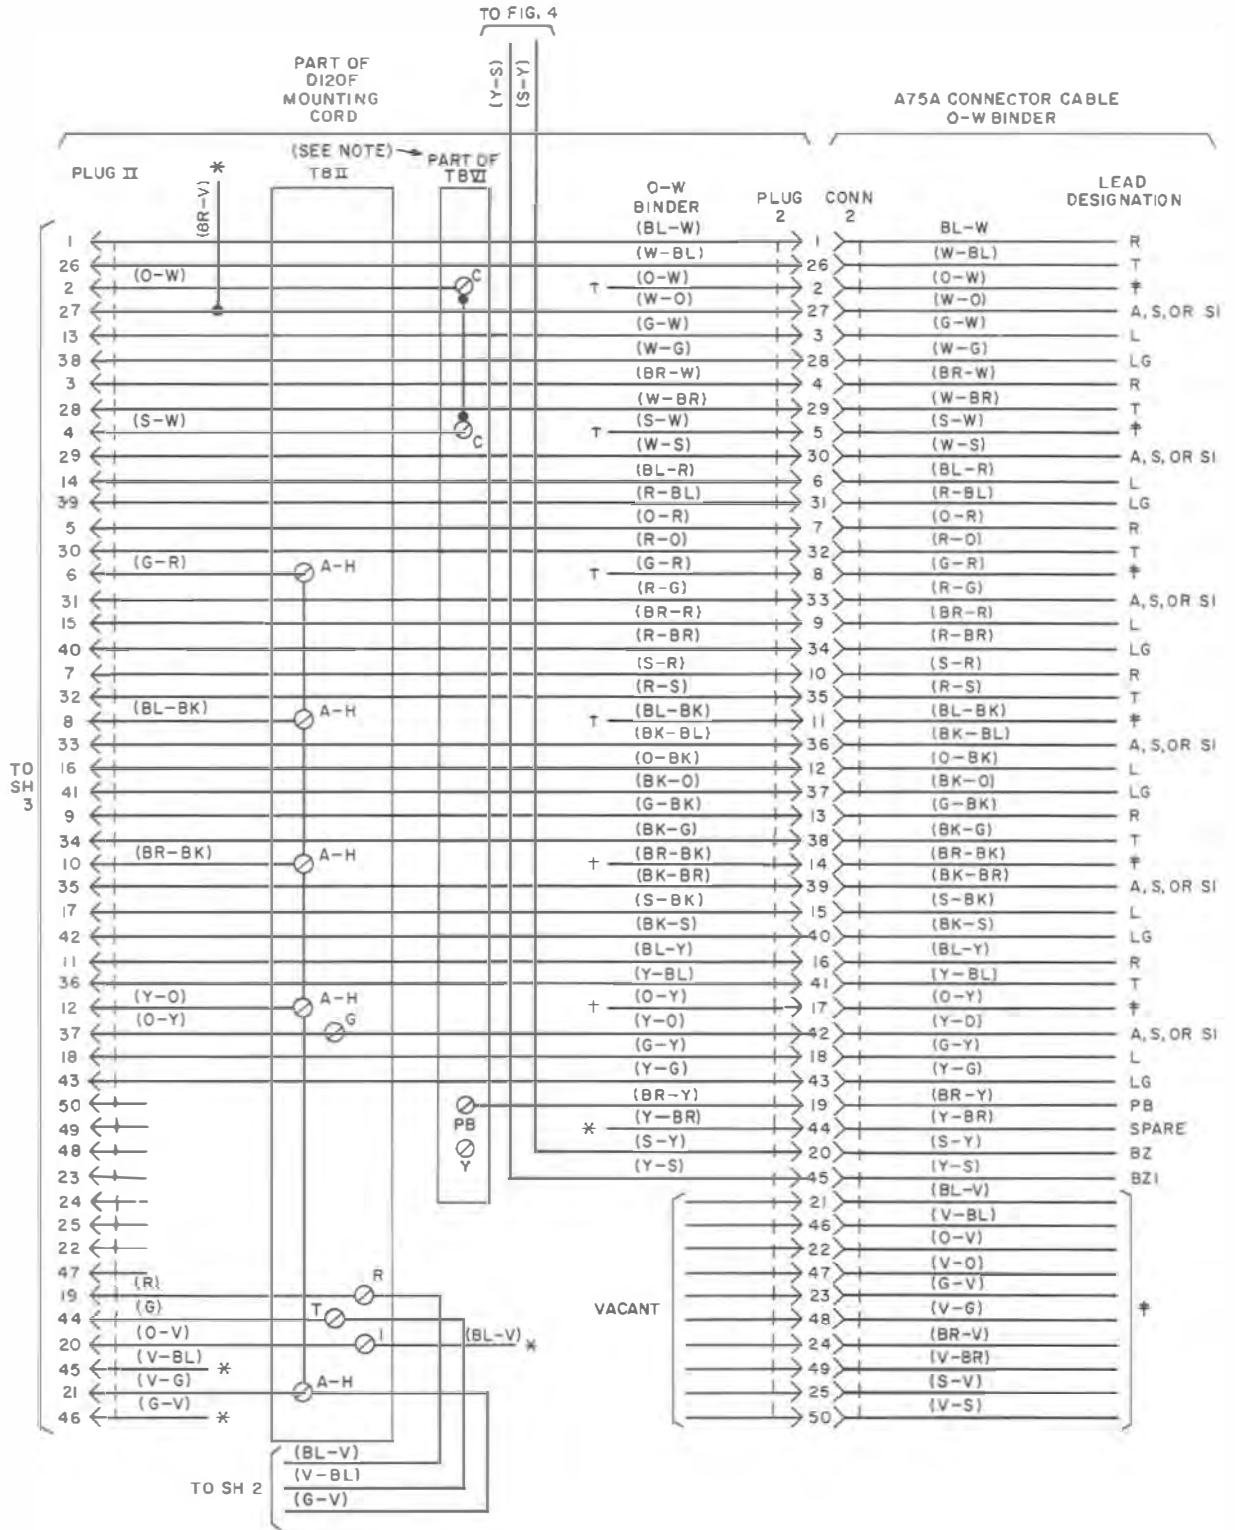 TO FIG. 4
(Y-S)
(S-Y)
PART OF
D120F
MOUNTING
CORD
A75A CONNECTOR CABLE
O-W BINDER
(SEE NOTE)
PLUG II
*
(BR-V)
TB II
PART OF
TB VI
O-W
BINDER
PLUG
2
CONN
2
LEAD
DESIGNATION
TO
SH
3
1 (BL-W) 1 BL-W R
26 (W-BL) 26 (W-BL) T
2 (O-W) C † (O-W) 2 (O-W) ‡
27 (W-O) 27 (W-O) A, S, OR S1
13 (G-W) 3 (G-W) L
38 (W-G) 28 (W-G) LG
3 (BR-W) 4 (BR-W) R
28 (W-BR) 29 (W-BR) T
4 (S-W) C † (S-W) 5 (S-W) ‡
29 (W-S) 30 (W-S) A, S, OR S1
14 (BL-R) 6 (BL-R) L
39 (R-BL) 31 (R-BL) LG
5 (O-R) 7 (O-R) R
30 (R-O) 32 (R-O) T
6 (G-R) A-H † (G-R) 8 (G-R) ‡
31 (R-G) 33 (R-G) A, S, OR S1
15 (BR-R) 9 (BR-R) L
40 (R-BR) 34 (R-BR) LG
7 (S-R) 10 (S-R) R
32 (R-S) 35 (R-S) T
8 (BL-BK) A-H † (BL-BK) 11 (BL-BK) ‡
33 (BK-BL) 36 (BK-BL) A, S, OR S1
16 (O-BK) 12 (O-BK) L
41 (BK-O) 37 (BK-O) LG
9 (G-BK) 13 (G-BK) R
34 (BK-G) 38 (BK-G) T
10 (BR-BK) A-H † (BR-BK) 14 (BR-BK) ‡
35 (BK-BR) 39 (BK-BR) A, S, OR S1
17 (S-BK) 15 (S-BK) L
42 (BK-S) 40 (BK-S) LG
11 (BL-Y) 16 (BL-Y) R
36 (Y-BL) 41 (Y-BL) T
12 (Y-O) A-H † (O-Y) 17 (O-Y) ‡
37 (O-Y) G (Y-O) 42 (Y-O) A, S, OR S1
18 (G-Y) 18 (G-Y) L
43 (Y-G) 43 (Y-G) LG
50 PB (BR-Y) 19 (BR-Y) PB
49 * (Y-BR) 44 (Y-BR) SPARE
48 Y (S-Y) 20 (S-Y) BZ
23 (Y-S) 45 (Y-S) BZ1
24 21 (BL-V)
25 46 (V-BL)
22 22 (O-V)
47 47 (V-O)
19 (R) R 23 (G-V)
VACANT ‡
44 (G) T 48 (V-G)
20 (O-V) I (BL-V) * 24 (BR-V)
45 (V-BL) * 49 (V-BR)
21 (V-G) A-H 25 (S-V)
46 (G-V) * 50 (V-S)
TO SH 2
(BL-V)
(V-BL)
(G-V)